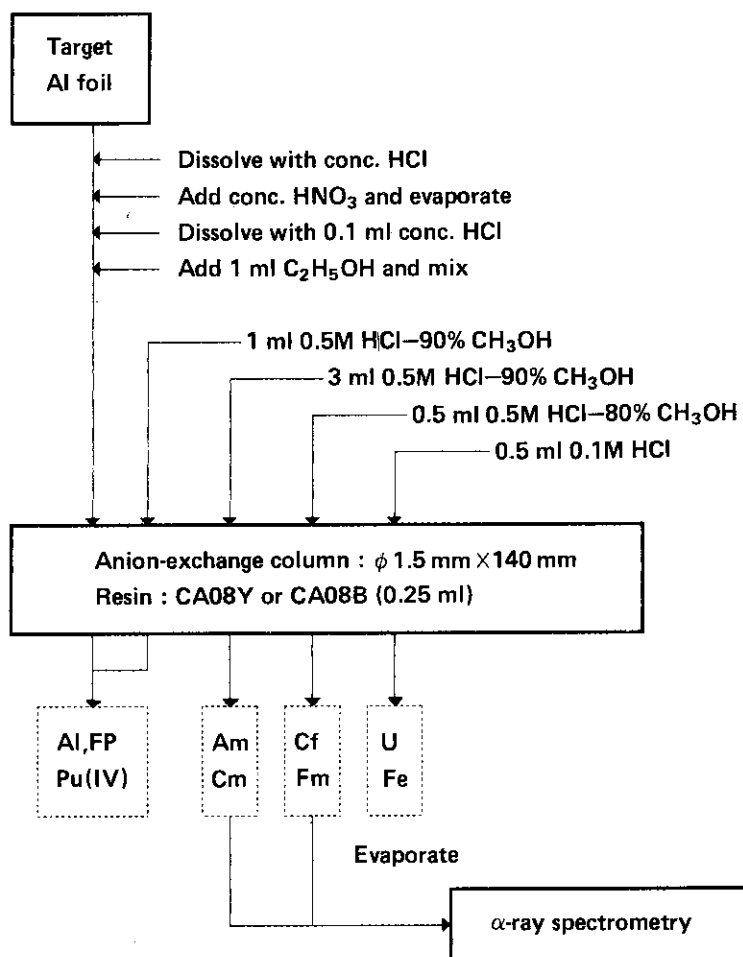 Target
Al foil
Dissolve with conc. HCl
Add conc. HNO₃ and evaporate
Dissolve with 0.1 ml conc. HCl
Add 1 ml C₂H₅OH and mix
1 ml 0.5M HCl–90% CH₃OH
3 ml 0.5M HCl–90% CH₃OH
0.5 ml 0.5M HCl–80% CH₃OH
0.5 ml 0.1M HCl
Anion-exchange column : ϕ 1.5 mm × 140 mm
Resin : CA08Y or CA08B (0.25 ml)
Al,FP
Pu(IV)
Am
Cm
Cf
Fm
U
Fe
Evaporate
α-ray spectrometry